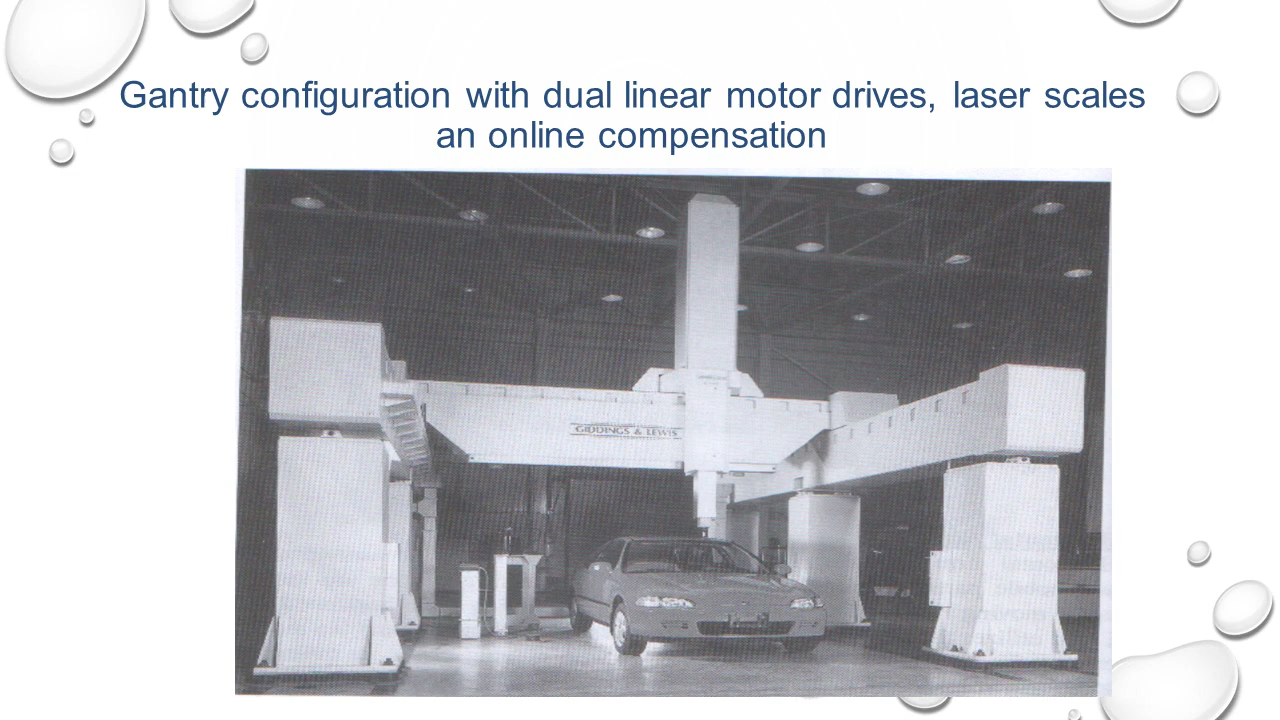 Gantry configuration with dual linear motor drives, laser scales
an online compensation
GIDDINGS & LEWIS